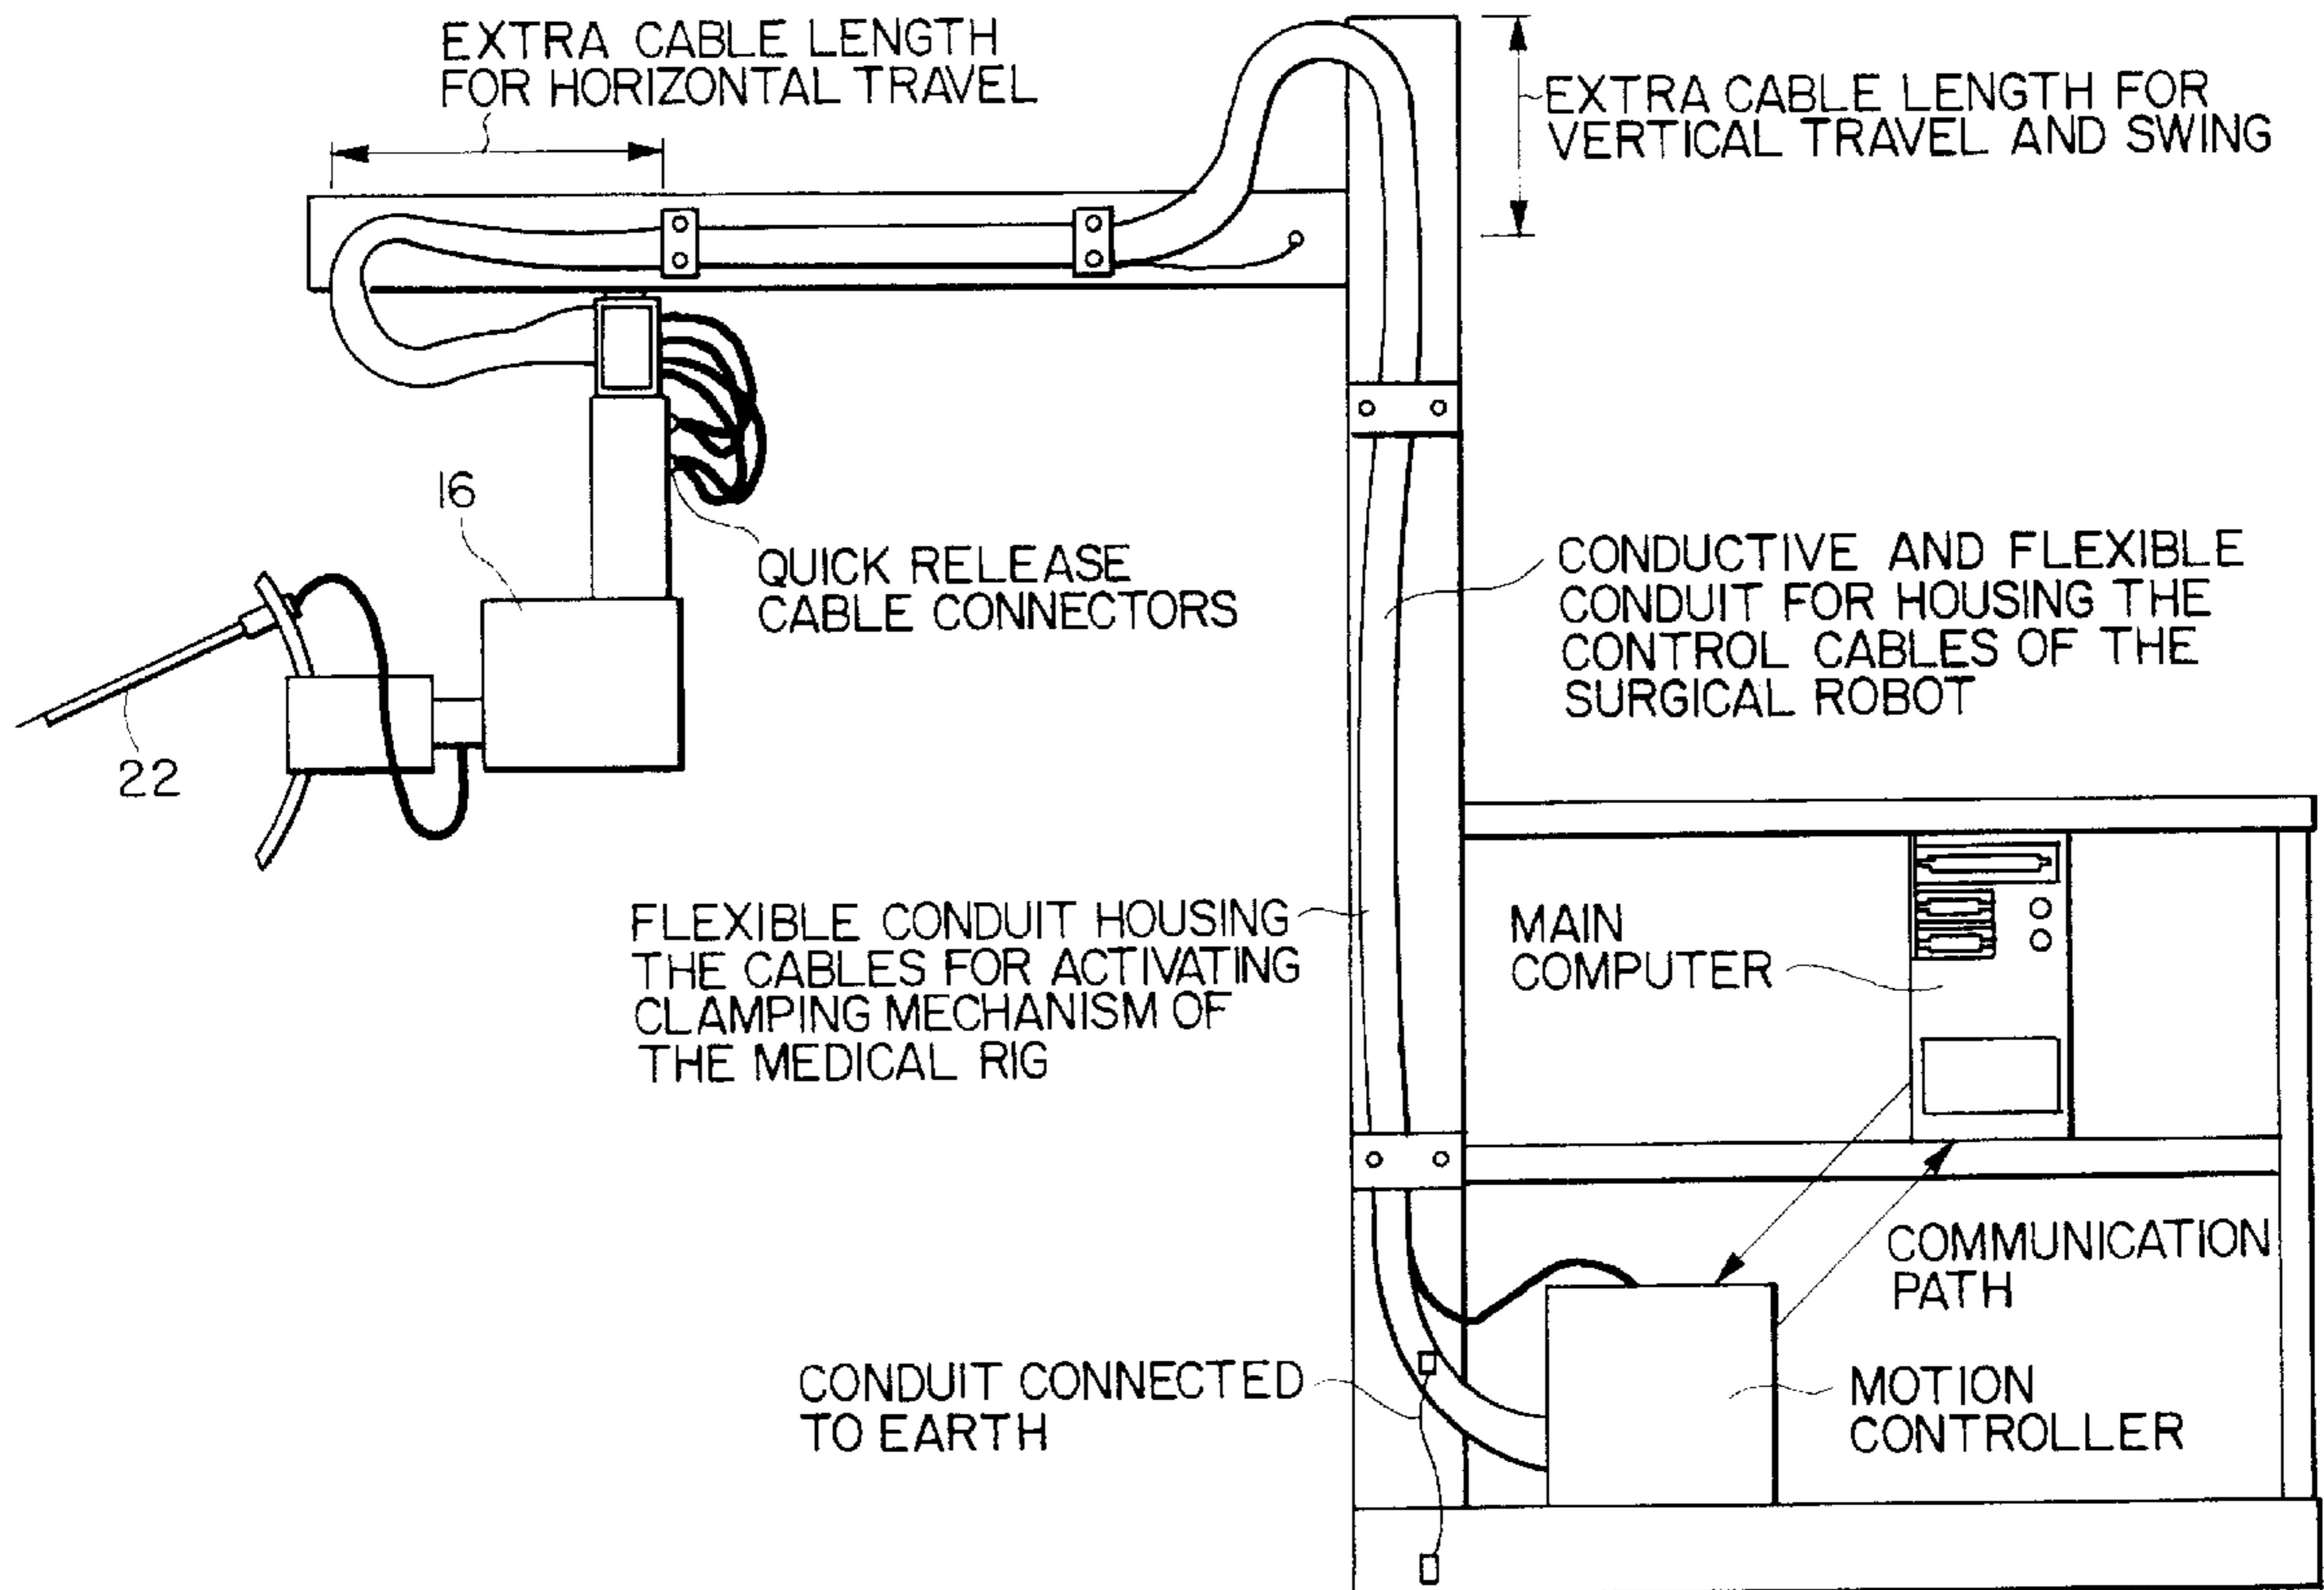 EXTRA CABLE LENGTH
FOR HORIZONTAL TRAVEL
EXTRA CABLE LENGTH FOR
VERTICAL TRAVEL AND SWING
16
QUICK RELEASE
CABLE CONNECTORS
22
CONDUCTIVE AND FLEXIBLE
CONDUIT FOR HOUSING THE
CONTROL CABLES OF THE
SURGICAL ROBOT
FLEXIBLE CONDUIT HOUSING
THE CABLES FOR ACTIVATING
CLAMPING MECHANISM OF
THE MEDICAL RIG
MAIN
COMPUTER
COMMUNICATION
PATH
CONDUIT CONNECTED
TO EARTH
MOTION
CONTROLLER